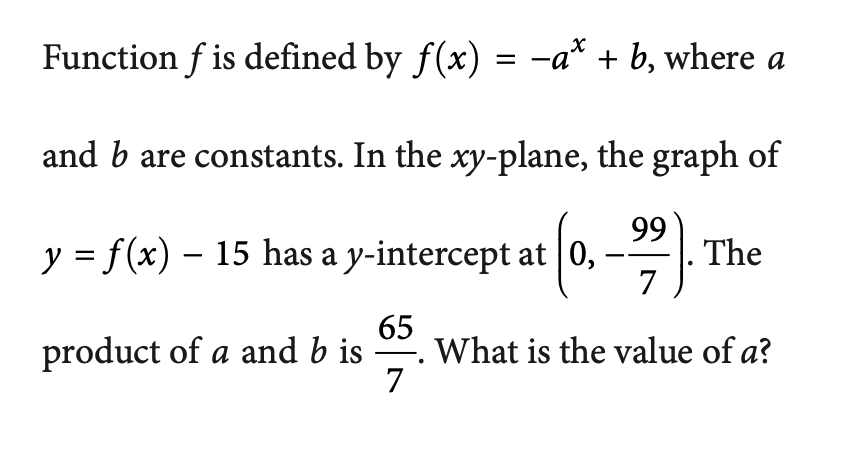 Function f is defined by f(x) = −aˣ + b, where a
and b are constants. In the xy-plane, the graph of
y = f(x) − 15 has a y-intercept at (0, −99/7). The
product of a and b is 65/7. What is the value of a?